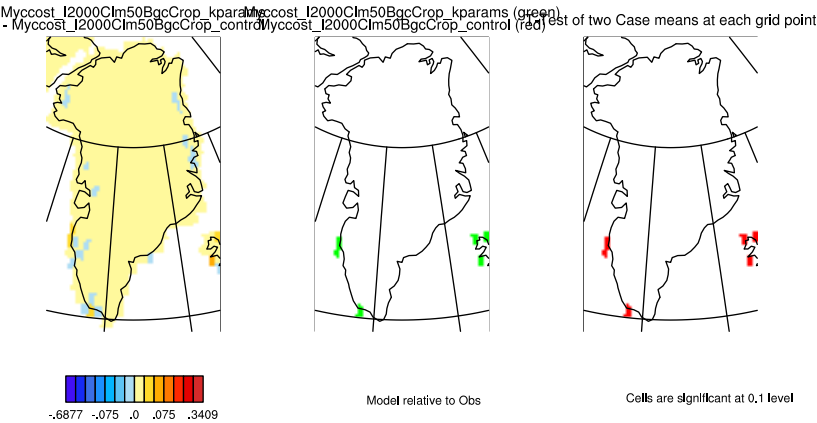 Myccost_I2000Clm50BgcCrop_kparams
- Myccost_I2000Clm50BgcCrop_control
Myccost_I2000Clm50BgcCrop_kparams (green)
Myccost_I2000Clm50BgcCrop_control (red)
T-Test of two Case means at each grid point
Model relative to Obs
Cells are significant at 0.1 level
-.6877 -.075 .0 .075 .3409